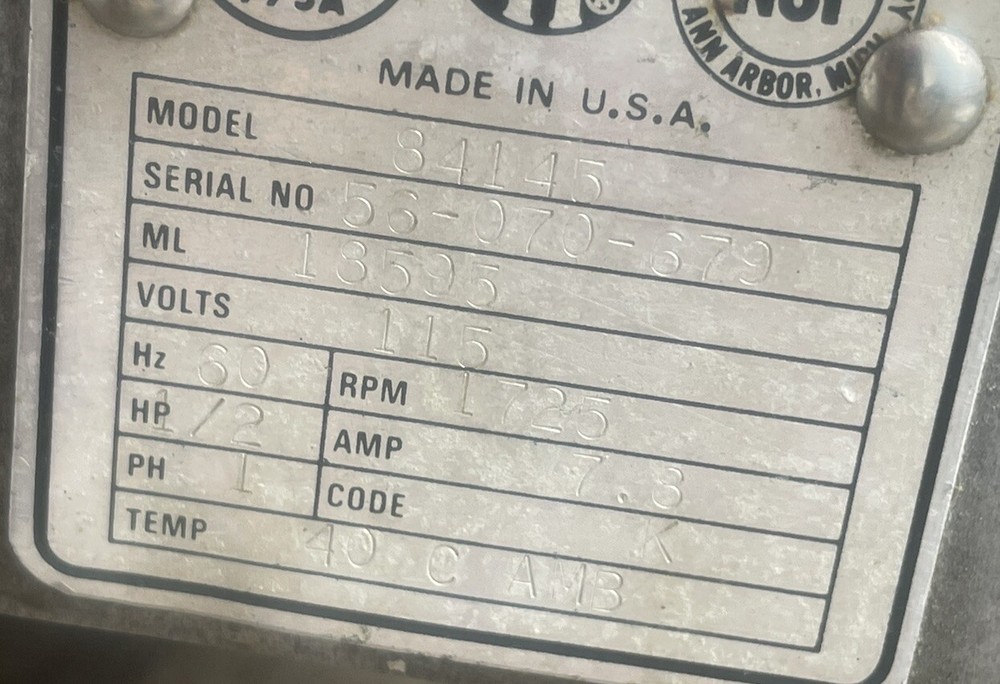 MADE IN U.S.A.
ANN ARBOR, MICH
MODEL 84145
SERIAL NO 56-070-679
ML 18595
VOLTS 115
Hz 60 RPM 1725
HP 1/2 AMP 7.8
PH 1 CODE K
TEMP 40 C AMB